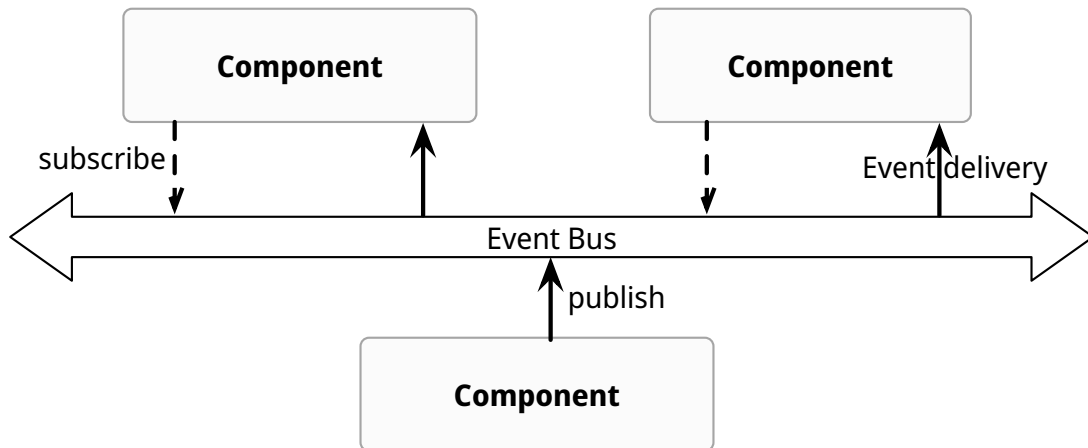 Component
Component
subscribe
Event delivery
Event Bus
publish
Component